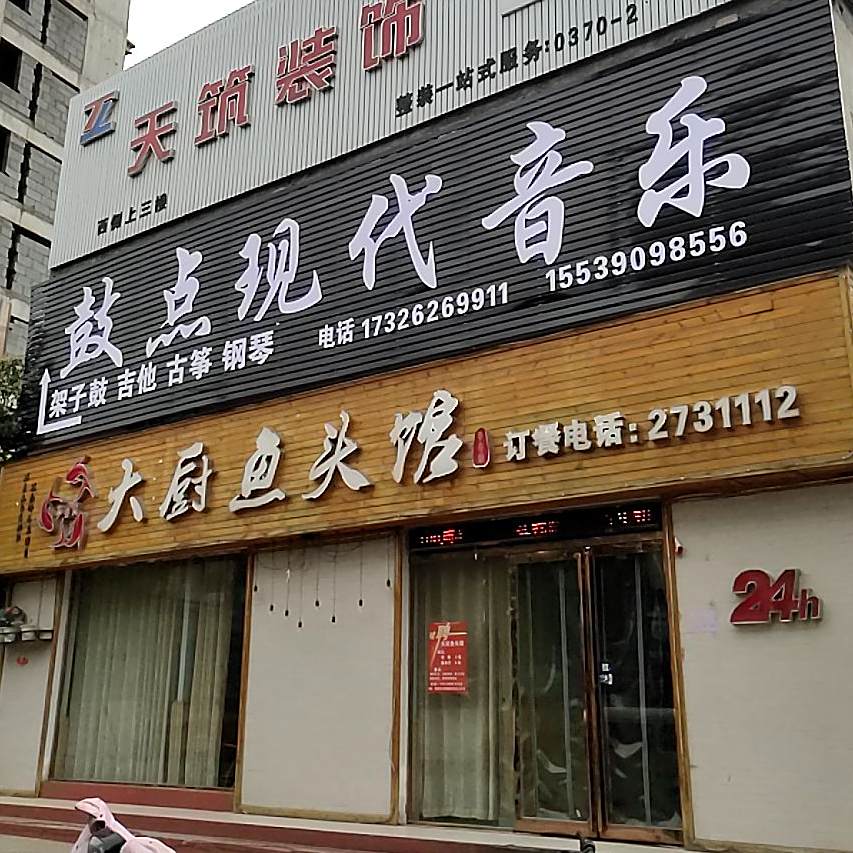 天筑装饰
整装一站式服务:0370-2
西侧上三楼
鼓点现代音乐
架子鼓 吉他 古筝 钢琴 电话 17326269911 15539098556
大厨鱼头馆 订餐电话:2731112
24h
聘